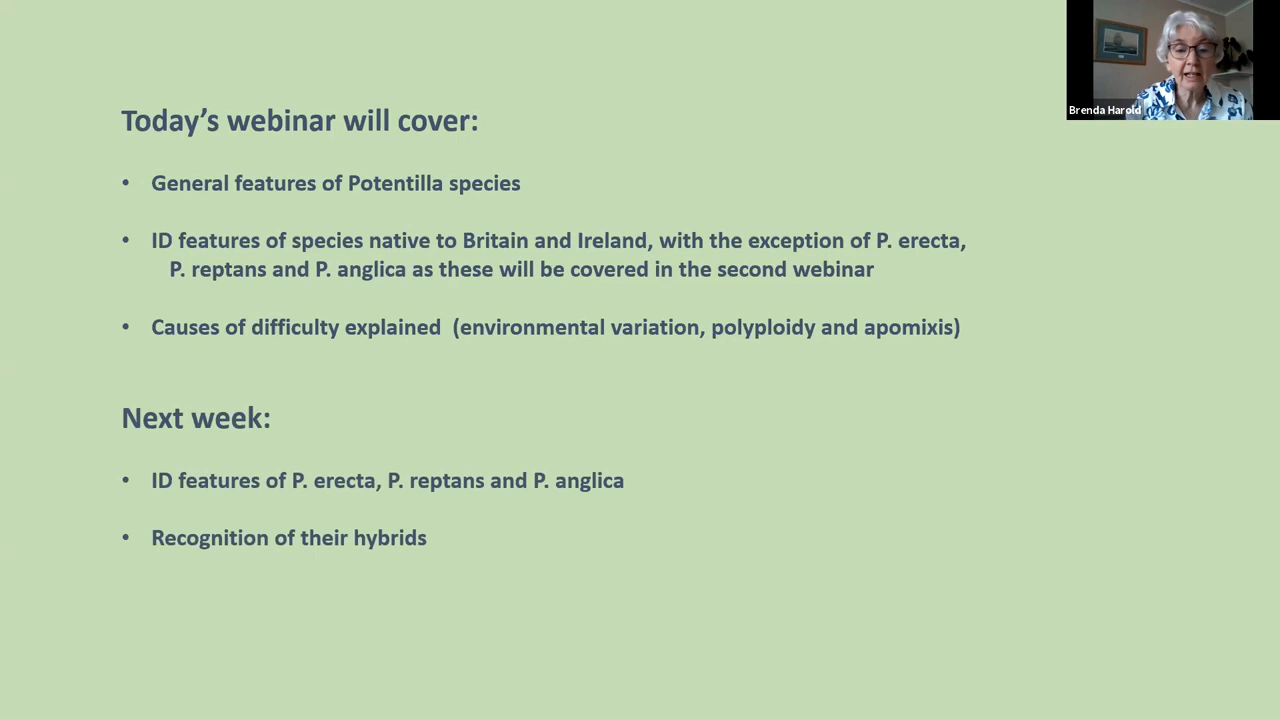 Brenda Harold
Today’s webinar will cover:
• General features of Potentilla species
• ID features of species native to Britain and Ireland, with the exception of P. erecta,
P. reptans and P. anglica as these will be covered in the second webinar
• Causes of difficulty explained  (environmental variation, polyploidy and apomixis)
Next week:
• ID features of P. erecta, P. reptans and P. anglica
• Recognition of their hybrids